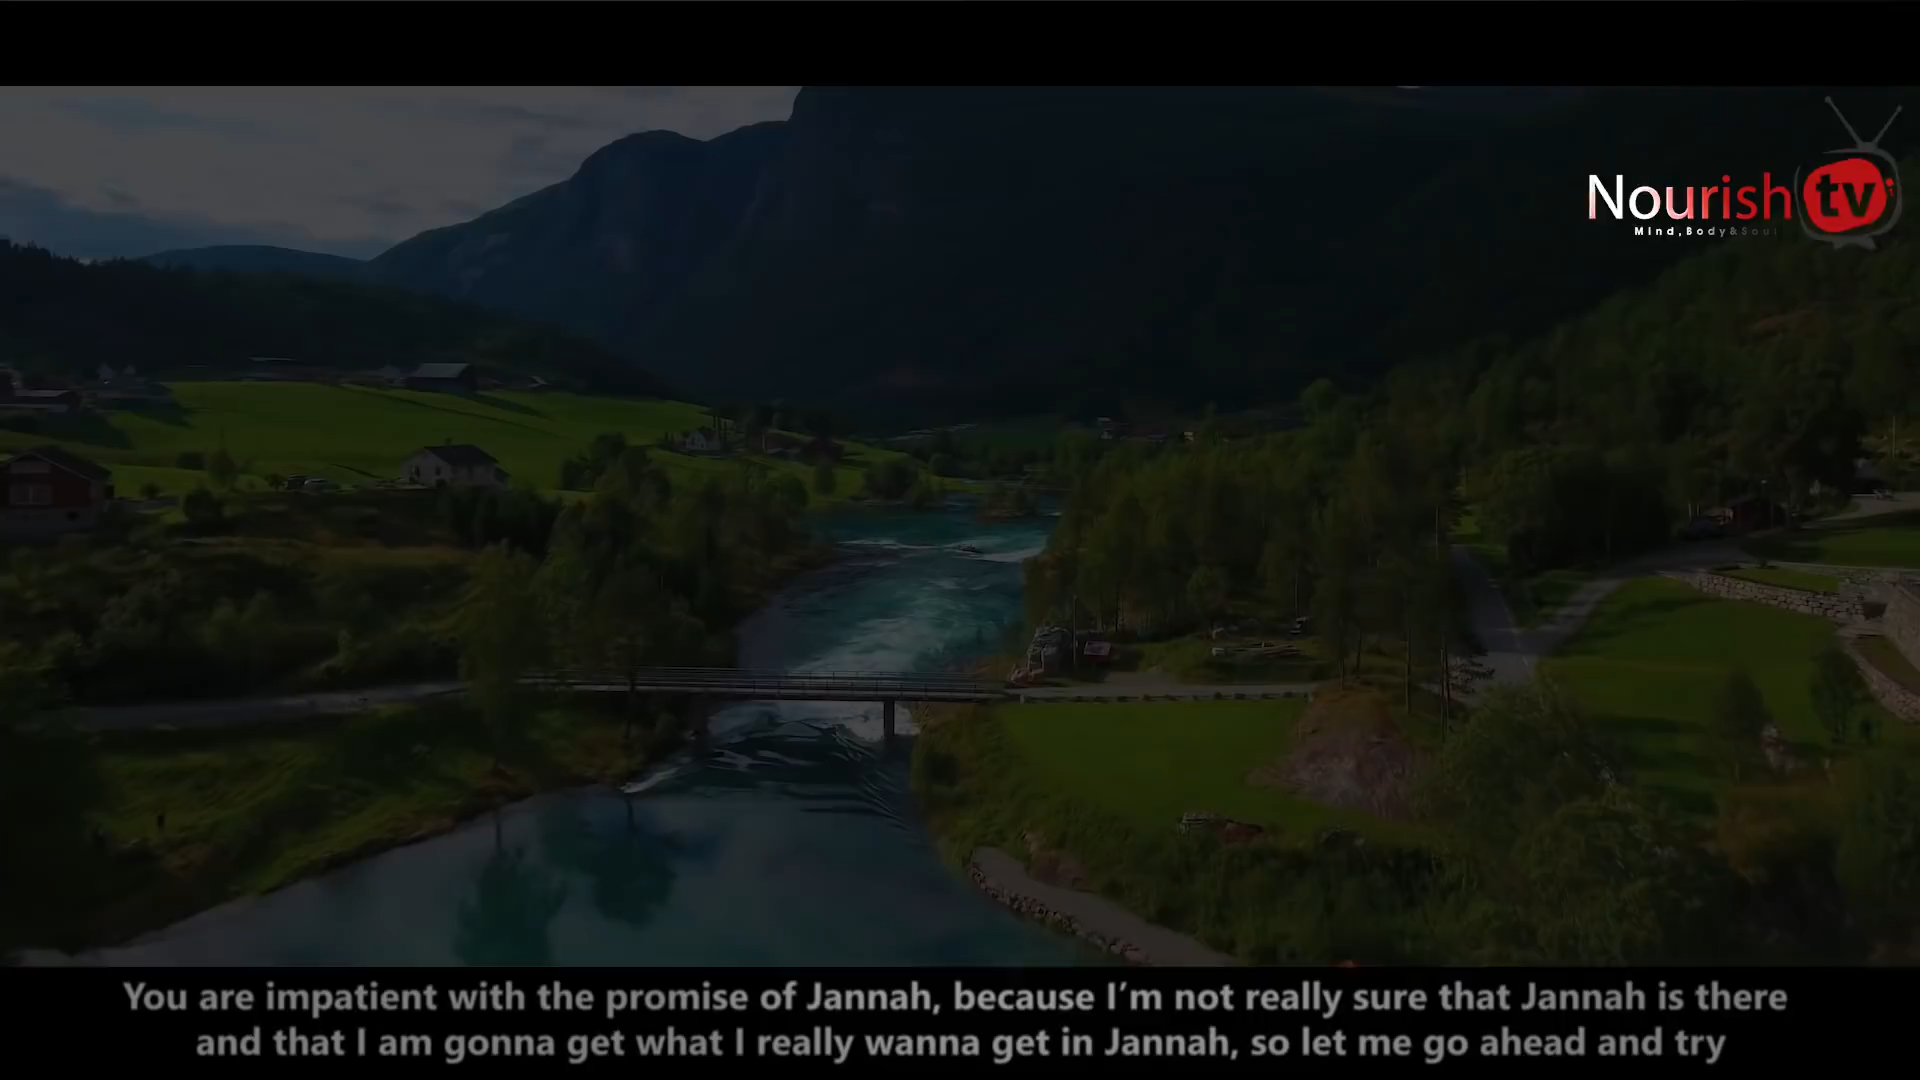 Nourish tv
Mind,Body&Soul
You are impatient with the promise of Jannah, because I'm not really sure that Jannah is there
and that I am gonna get what I really wanna get in Jannah, so let me go ahead and try